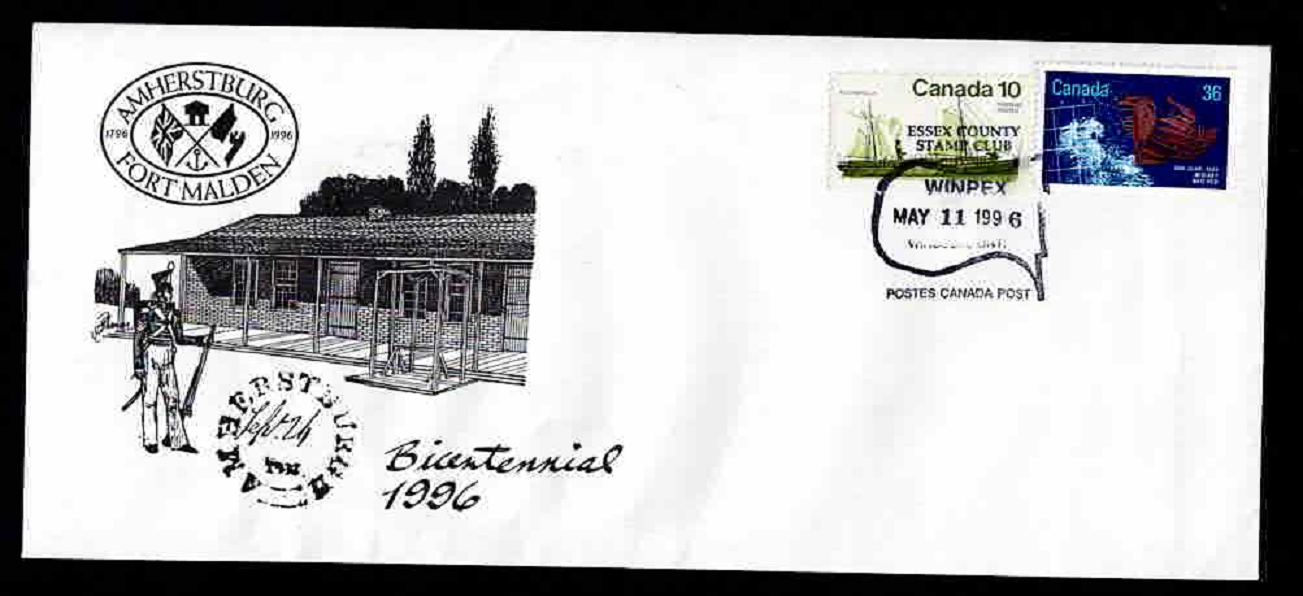 AMHERSTBURG
1796 1996
FORT MALDEN
Canada 10
Canada 36
ESSEX COUNTY
STAMP CLUB
WINPEX
MAY 11 1996
POSTES CANADA POST
AMHERSTBURG
Sept. 24
Bicentennial
1996